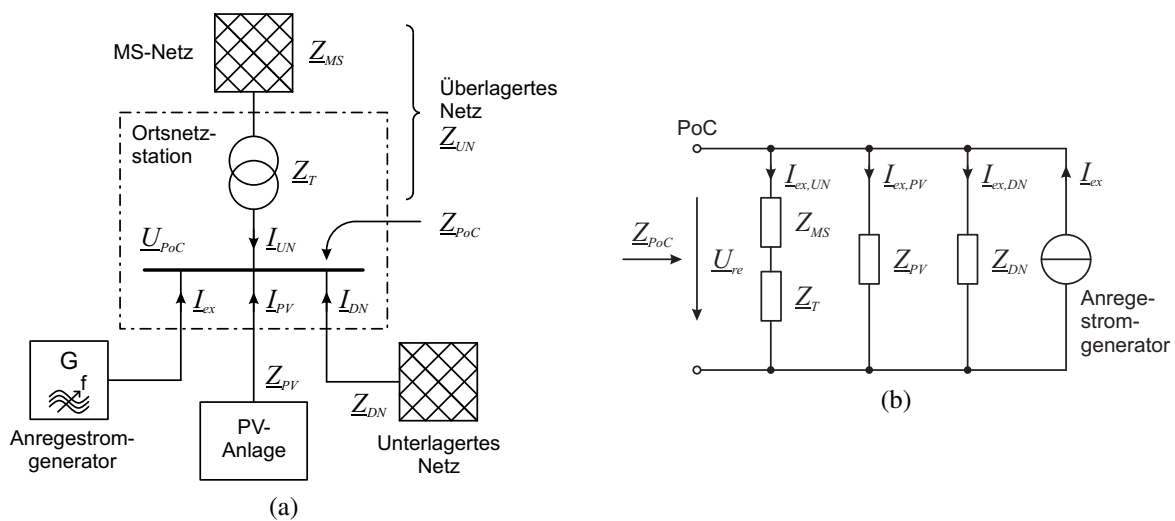 MS-Netz
Z_MS
Überlagertes
Netz
Z_UN
Ortsnetz-
station
Z_T
Z_PoC
U_PoC
I_UN
I_ex
I_PV
I_DN
G
f
Z_PV
Z_DN
Anregestrom-
generator
PV-
Anlage
Unterlagertes
Netz
(a)
PoC
I_ex,UN
I_ex,PV
I_ex,DN
I_ex
Z_MS
Z_PoC
U_re
Z_PV
Z_DN
Z_T
Anrege-
strom-
generator
(b)